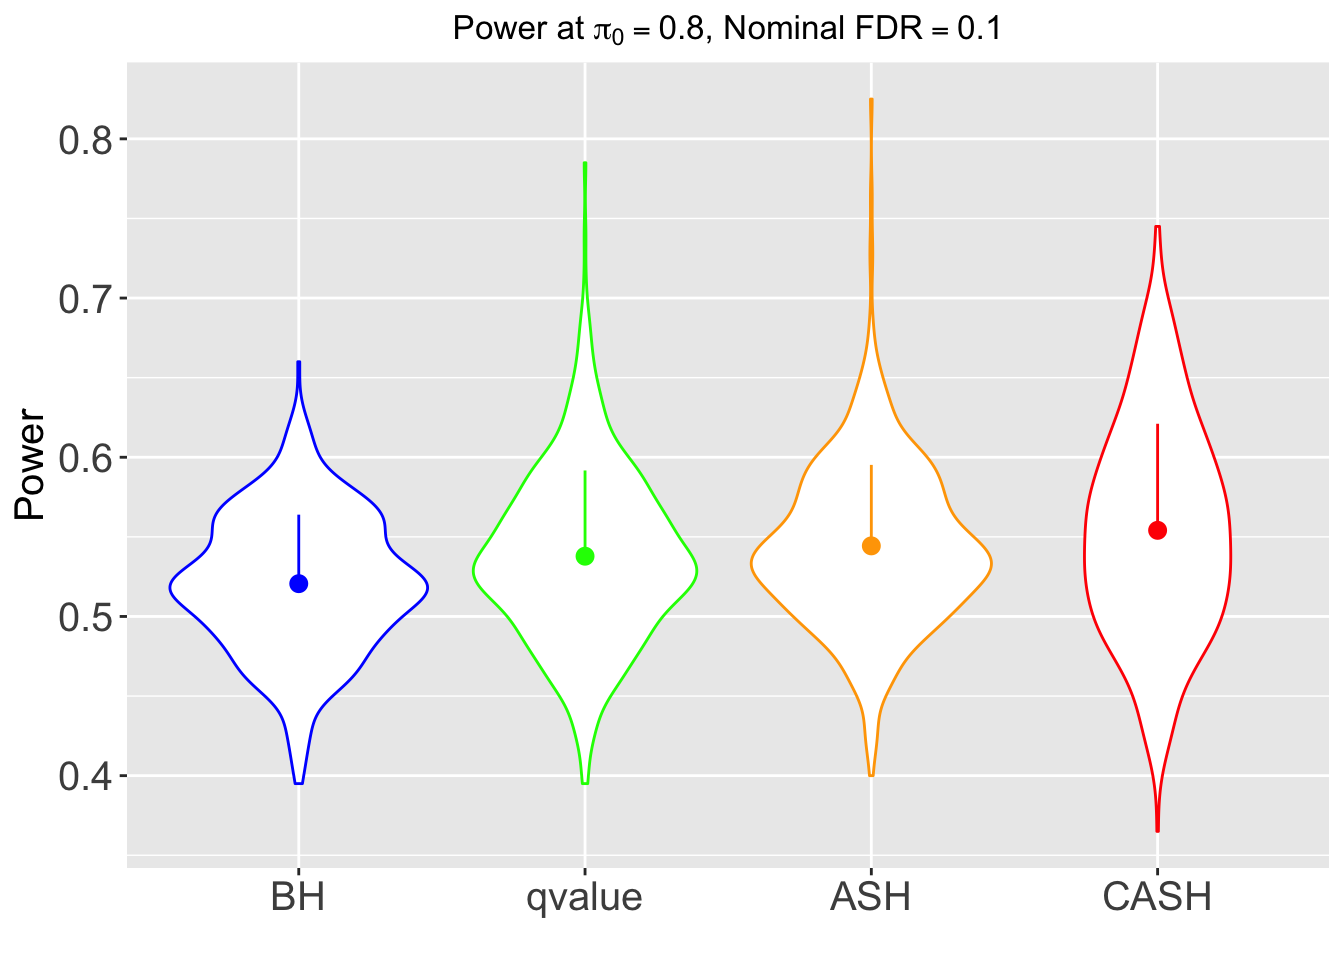 Power at π₀ = 0.8, Nominal FDR = 0.1
Power
0.8
0.7
0.6
0.5
0.4
BH qvalue ASH CASH